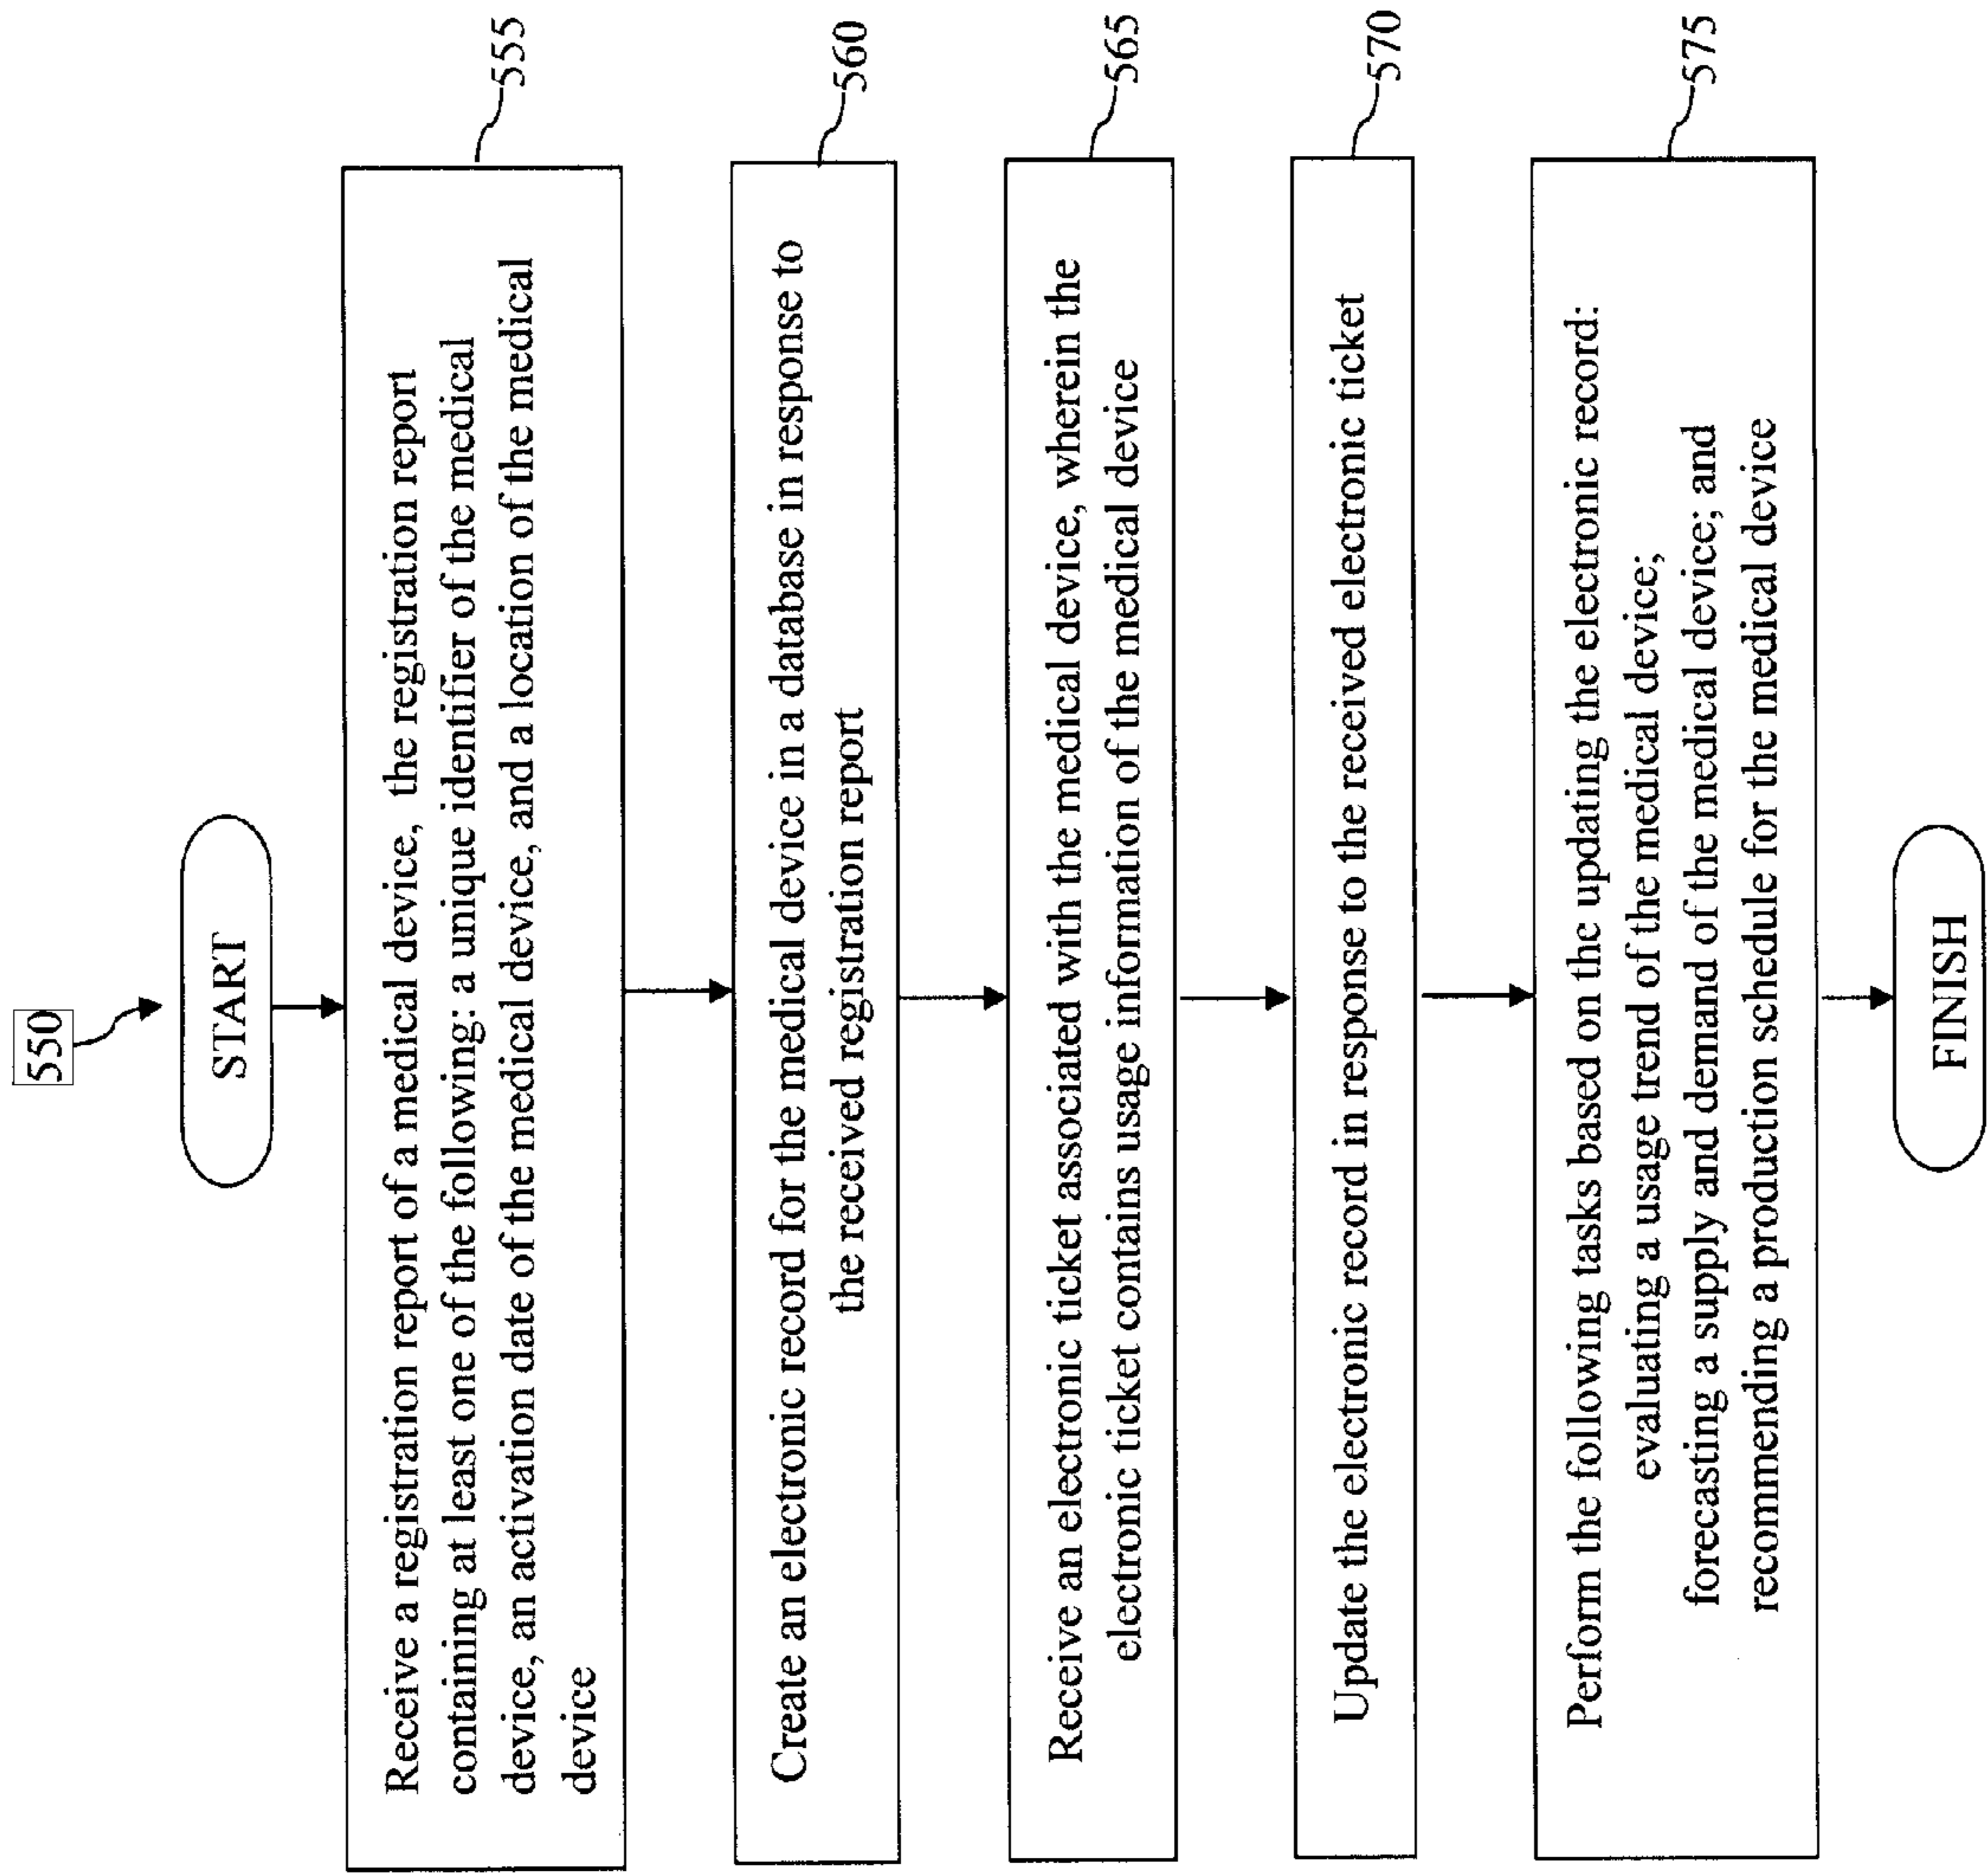 550
START
Receive a registration report of a medical device, the registration report
containing at least one of the following: a unique identifier of the medical
device, an activation date of the medical device, and a location of the medical
device
555
Create an electronic record for the medical device in a database in response to
the received registration report
560
Receive an electronic ticket associated with the medical device, wherein the
electronic ticket contains usage information of the medical device
565
Update the electronic record in response to the received electronic ticket
570
Perform the following tasks based on the updating the electronic record:
evaluating a usage trend of the medical device;
forecasting a supply and demand of the medical device; and
recommending a production schedule for the medical device
575
FINISH